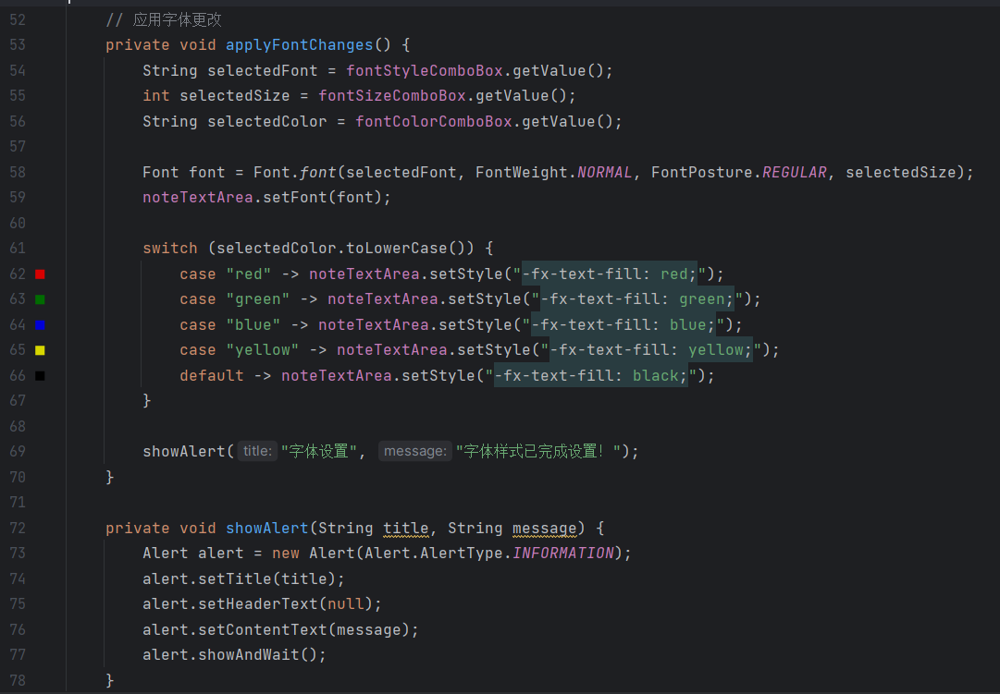 52 // 应用字体更改
53 private void applyFontChanges() {
54 String selectedFont = fontStyleComboBox.getValue();
55 int selectedSize = fontSizeComboBox.getValue();
56 String selectedColor = fontColorComboBox.getValue();
57
58 Font font = Font.font(selectedFont, FontWeight.NORMAL, FontPosture.REGULAR, selectedSize);
59 noteTextArea.setFont(font);
60
61 switch (selectedColor.toLowerCase()) {
62 case "red" -> noteTextArea.setStyle("-fx-text-fill: red;");
63 case "green" -> noteTextArea.setStyle("-fx-text-fill: green;");
64 case "blue" -> noteTextArea.setStyle("-fx-text-fill: blue;");
65 case "yellow" -> noteTextArea.setStyle("-fx-text-fill: yellow;");
66 default -> noteTextArea.setStyle("-fx-text-fill: black;");
67 }
68
69 showAlert( title: "字体设置", message: "字体样式已完成设置！");
70 }
71
72 private void showAlert(String title, String message) {
73 Alert alert = new Alert(Alert.AlertType.INFORMATION);
74 alert.setTitle(title);
75 alert.setHeaderText(null);
76 alert.setContentText(message);
77 alert.showAndWait();
78 }